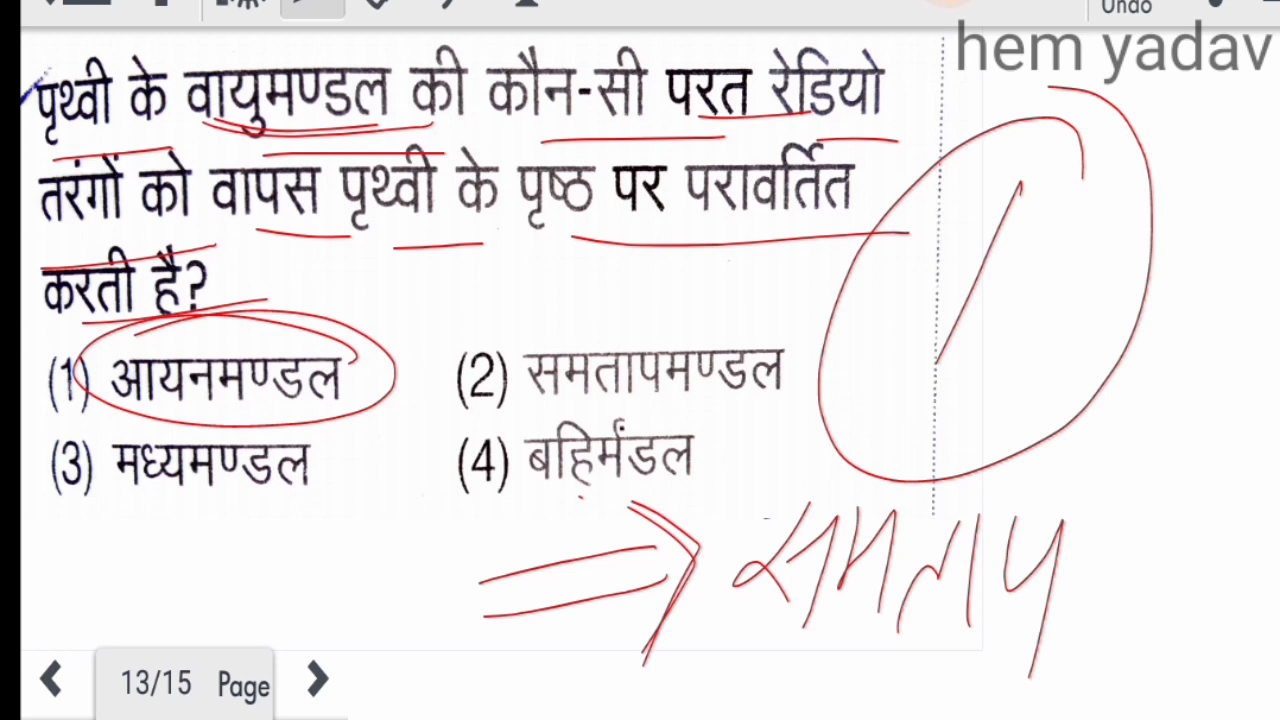 Undo
hem yadav
पृथ्वी के वायुमण्डल की कौन-सी परत रेडियो
तरंगों को वापस पृथ्वी के पृष्ठ पर परावर्तित
करती है?
(1) आयनमण्डल (2) समतापमण्डल
(3) मध्यमण्डल (4) बहिर्मंडल
समताप
13/15 Page